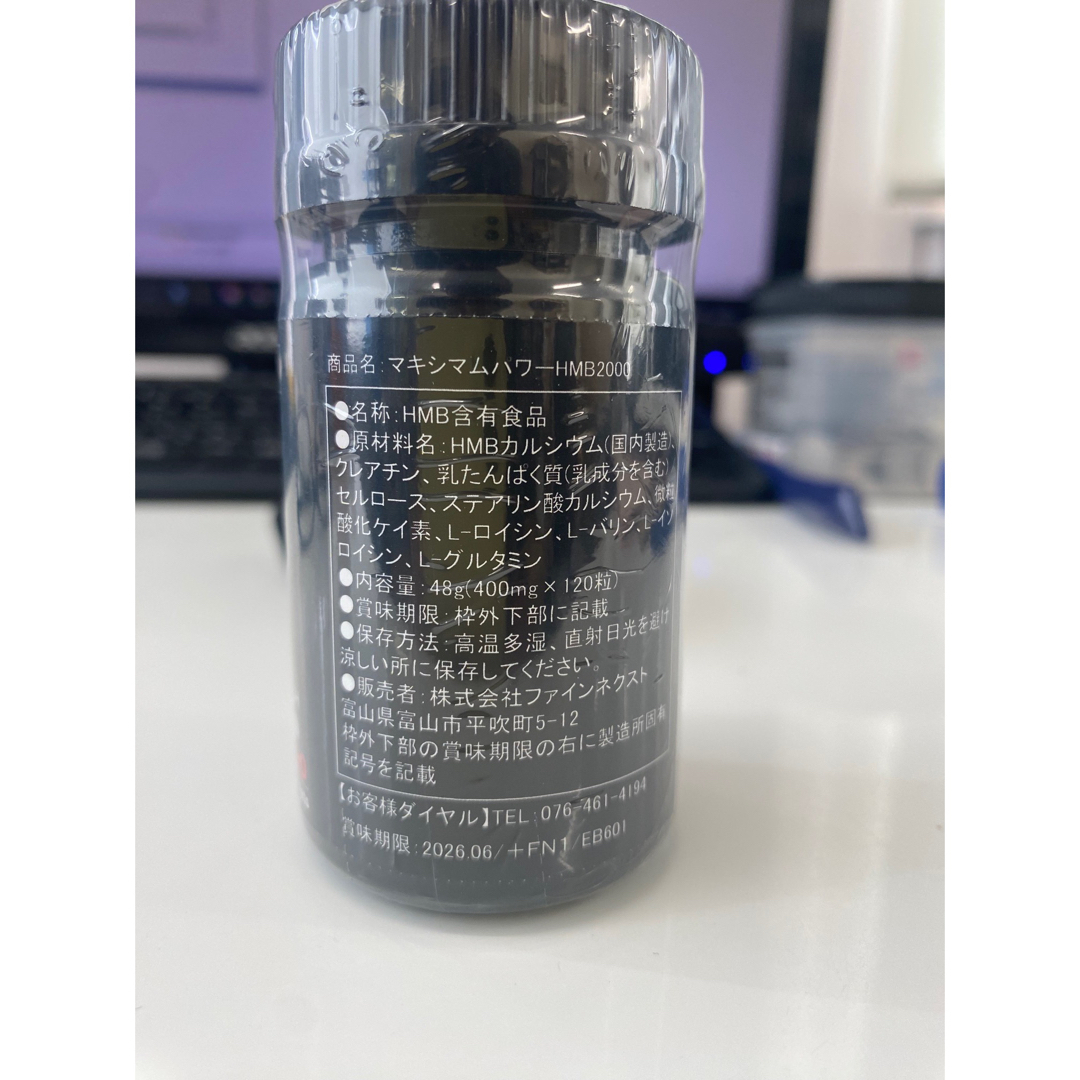 商品名:マキシマムパワーHMB2000
●名称:HMB含有食品
●原材料名:HMBカルシウム(国内製造)、
クレアチン、乳たんぱく質(乳成分を含む)
セルロース、ステアリン酸カルシウム、微粒
酸化ケイ素、L-ロイシン、L-バリン、L-イソ
ロイシン、L-グルタミン
●内容量:48g(400mg×120粒)
●賞味期限:枠外下部に記載
●保存方法:高温多湿、直射日光を避け
涼しい所に保存してください。
●販売者:株式会社ファインネクスト
富山県富山市平吹町5-12
枠外下部の賞味期限の右に製造所固有
記号を記載
【お客様ダイヤル】TEL:076-461-4194
賞味期限:2026.06/+FN1/EB601